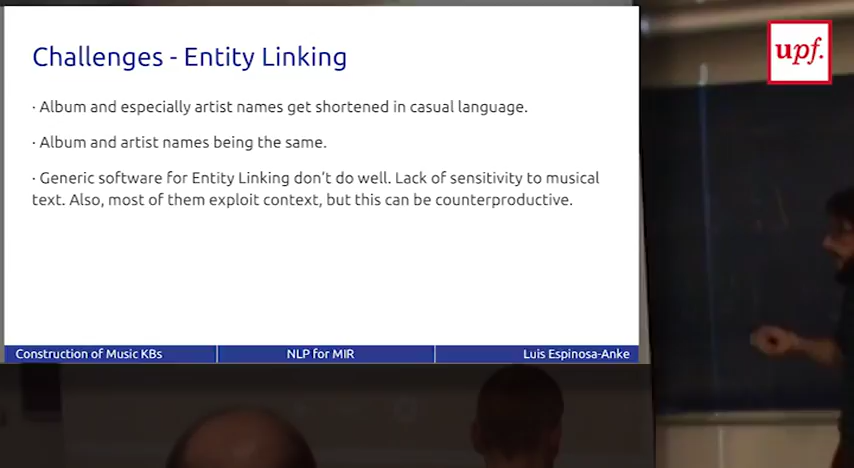 Challenges - Entity Linking
upf.
· Album and especially artist names get shortened in casual language.
· Album and artist names being the same.
· Generic software for Entity Linking don't do well. Lack of sensitivity to musical
text. Also, most of them exploit context, but this can be counterproductive.
Construction of Music KBs
NLP for MIR
Luis Espinosa-Anke